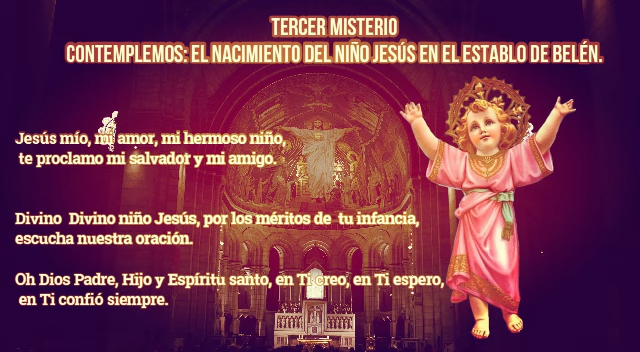 TERCER MISTERIO
CONTEMPLEMOS: EL NACIMIENTO DEL NIÑO JESÚS EN EL ESTABLO DE BELÉN.
Jesús mío, mi amor, mi hermoso niño,
te proclamo mi salvador y mi amigo.
Divino Divino niño Jesús, por los méritos de tu infancia,
escucha nuestra oración.
Oh Dios Padre, Hijo y Espíritu santo, en Ti creo, en Ti espero,
en Ti confió siempre.